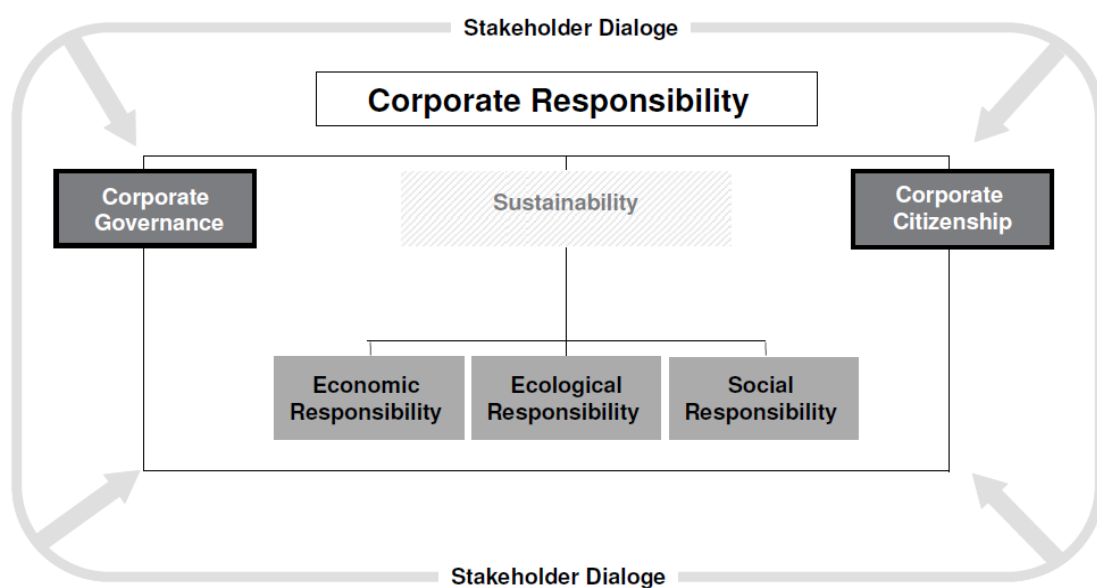 Stakeholder Dialoge
Corporate Responsibility
Corporate
Governance
Sustainability
Corporate
Citizenship
Economic
Responsibility
Ecological
Responsibility
Social
Responsibility
Stakeholder Dialoge